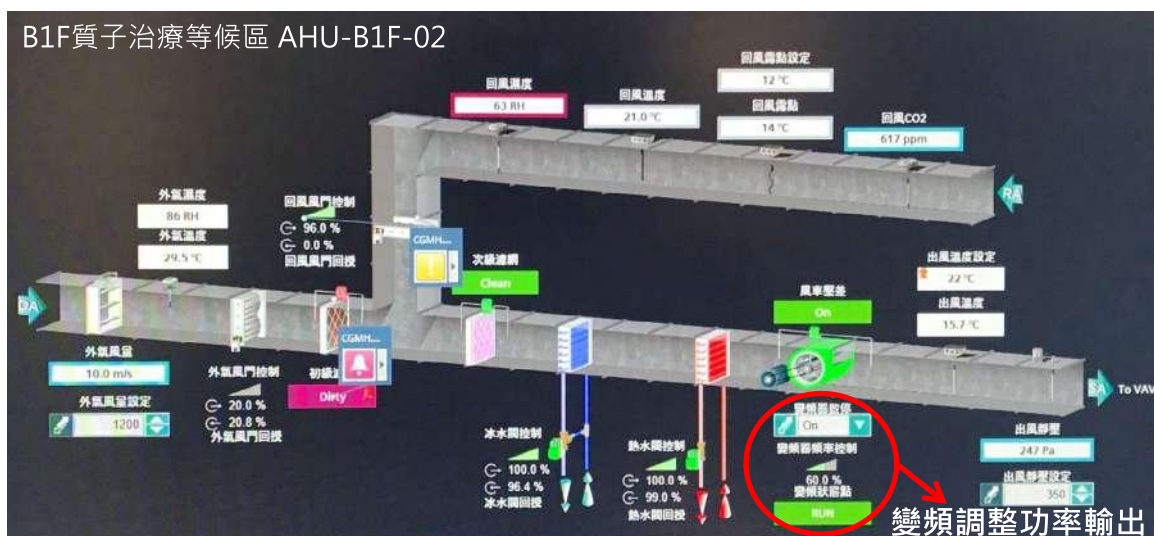 B1F質子治療等候區 AHU-B1F-02
回風露點設定
12 °C
回風濕度
63 RH
回風溫度
21.0 °C
回風露點
14 °C
回風CO2
617 ppm
RA
外氣濕度
86 RH
外氣溫度
29.5 °C
回風風門控制
96.0 %
0.0 %
回風風門回授
CGMH...
次級濾網
Clean
OA
風車壓差
On
出風溫度設定
22 °C
出風溫度
15.7 °C
CGMH...
外氣風量
10.0 m/s
外氣風量設定
1200
外氣風門控制
20.0 %
20.8 %
外氣風門回授
初級濾
Dirty
SA
To VAV
冰水閥控制
100.0 %
96.4 %
冰水閥回授
熱水閥控制
100.0 %
99.0 %
熱水閥回授
變頻器啟停
On
變頻器頻率控制
60.0 %
變頻狀態點
RUN
出風靜壓
247 Pa
出風靜壓設定
350
變頻調整功率輸出